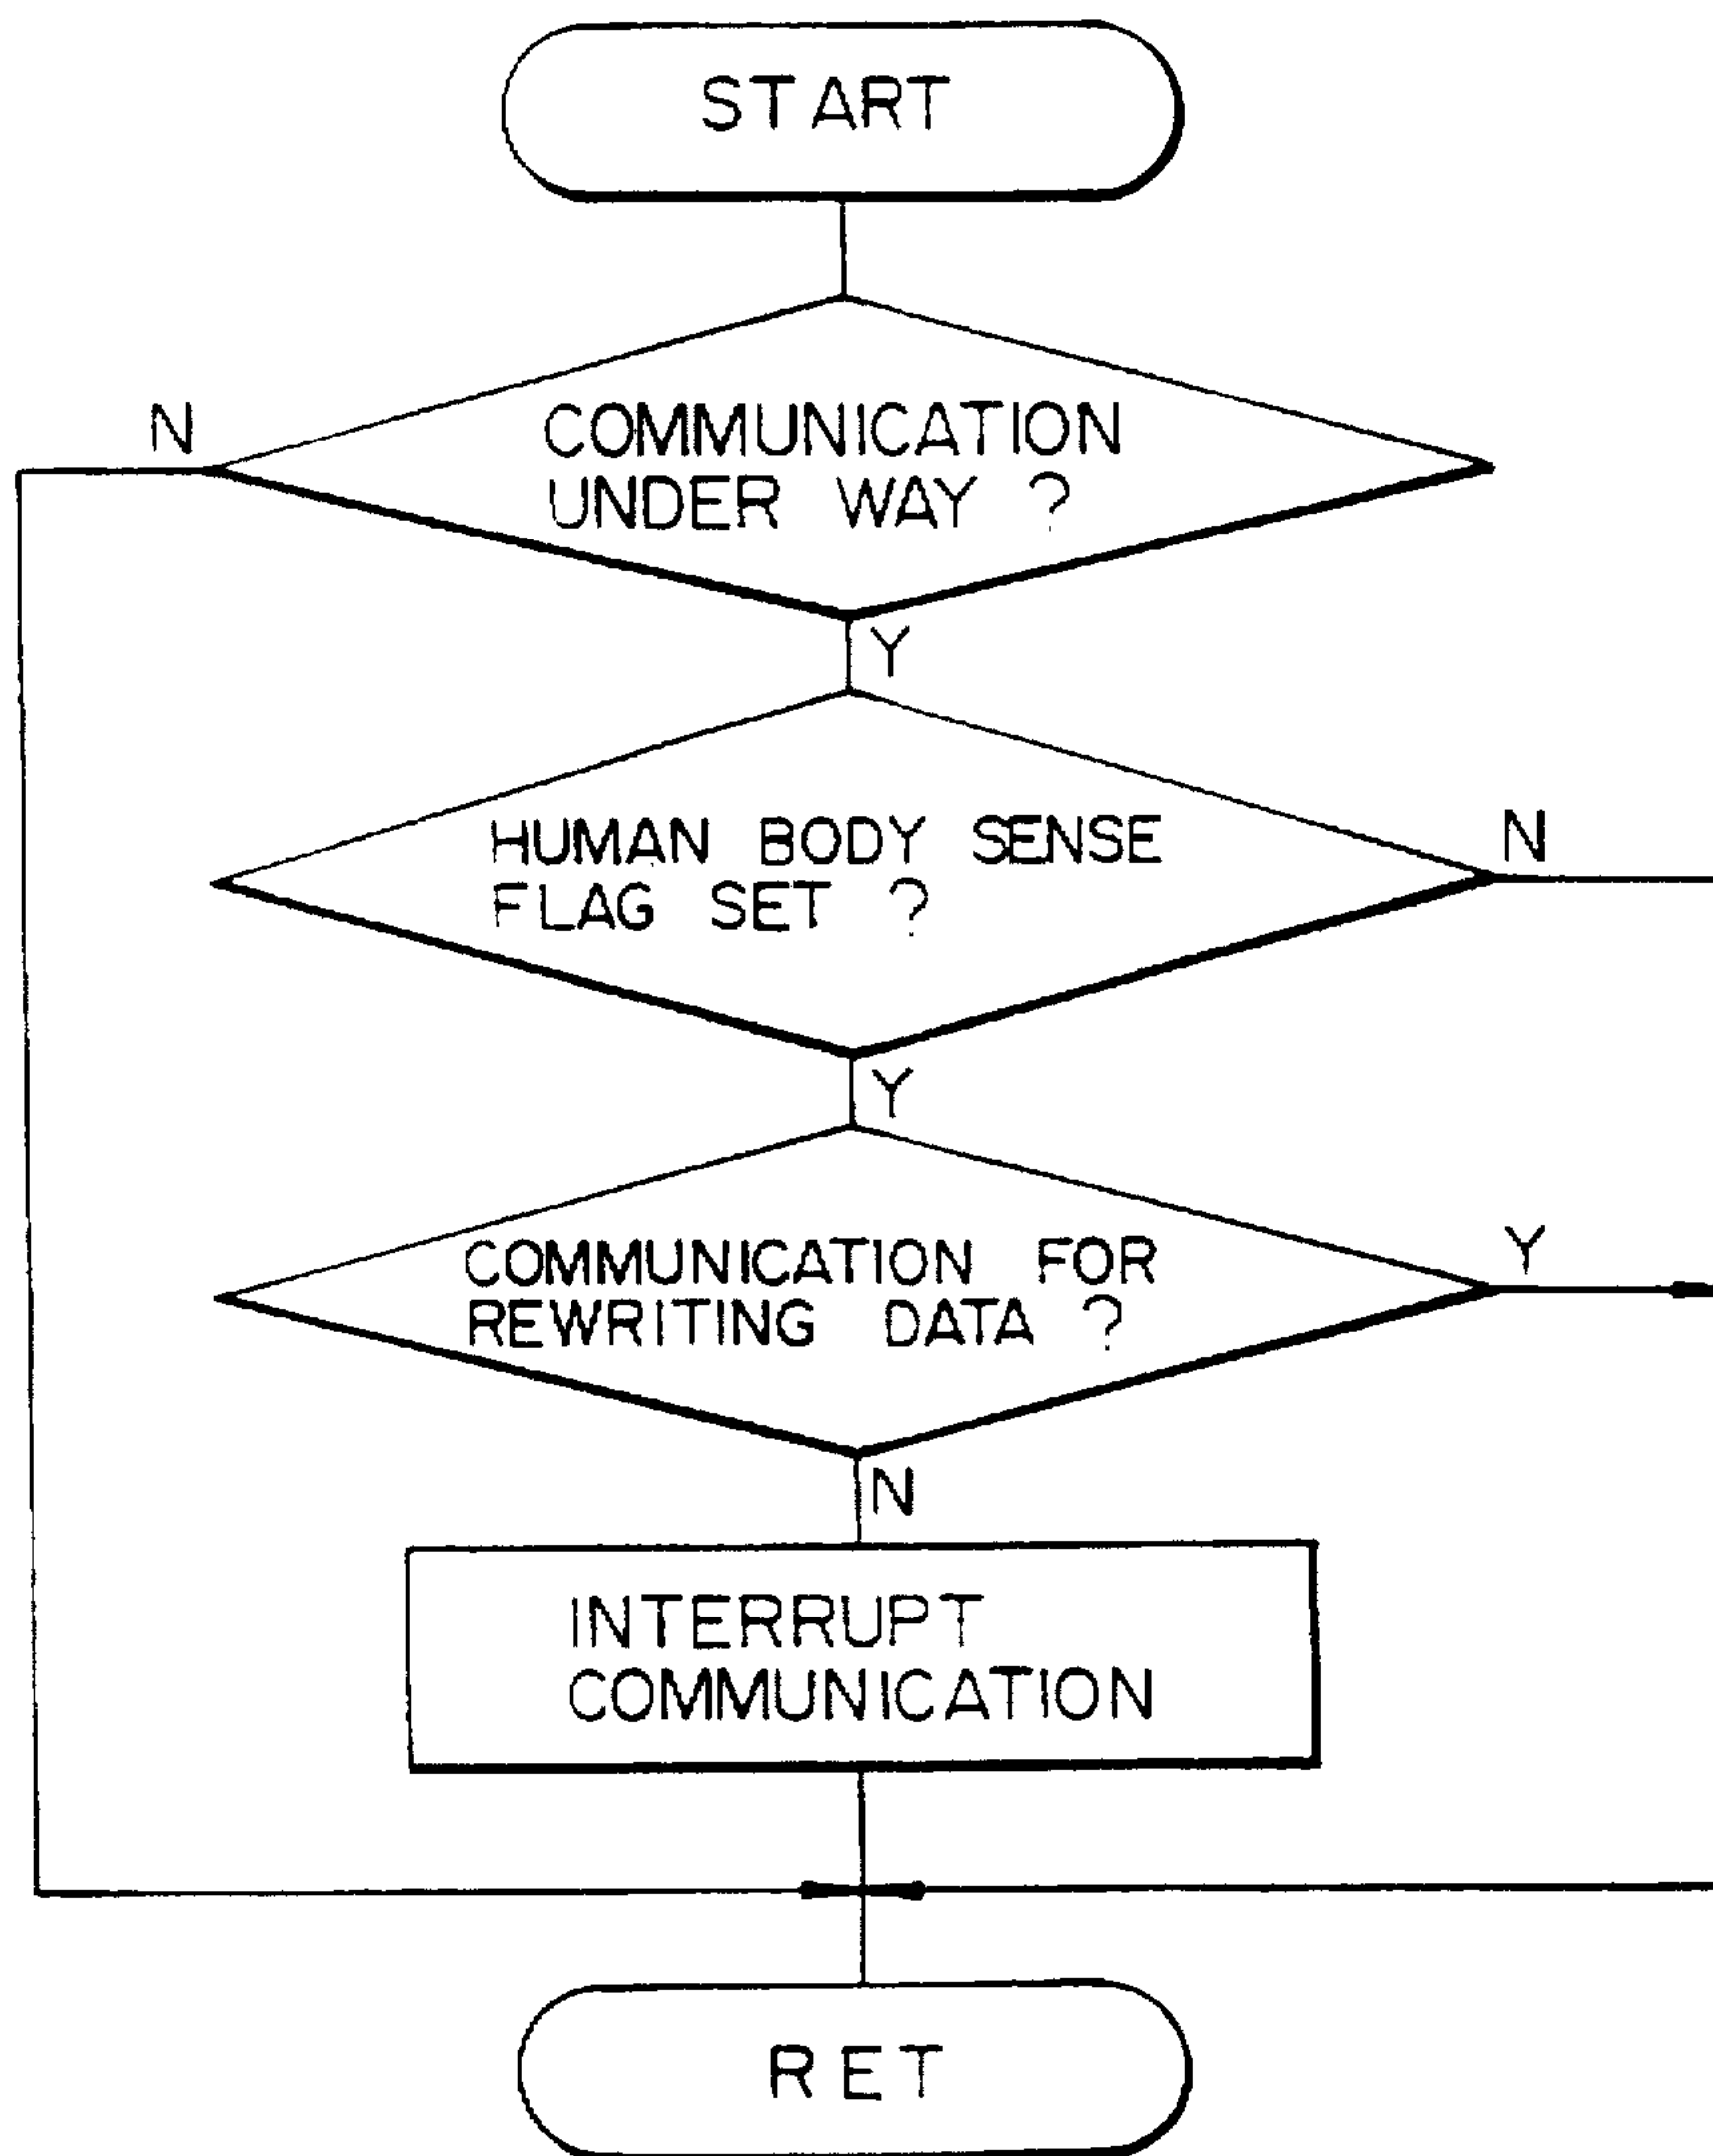 START
N
COMMUNICATION
UNDER WAY ?
Y
HUMAN BODY SENSE
FLAG SET ?
N
Y
COMMUNICATION FOR
REWRITING DATA ?
Y
N
INTERRUPT
COMMUNICATION
RET